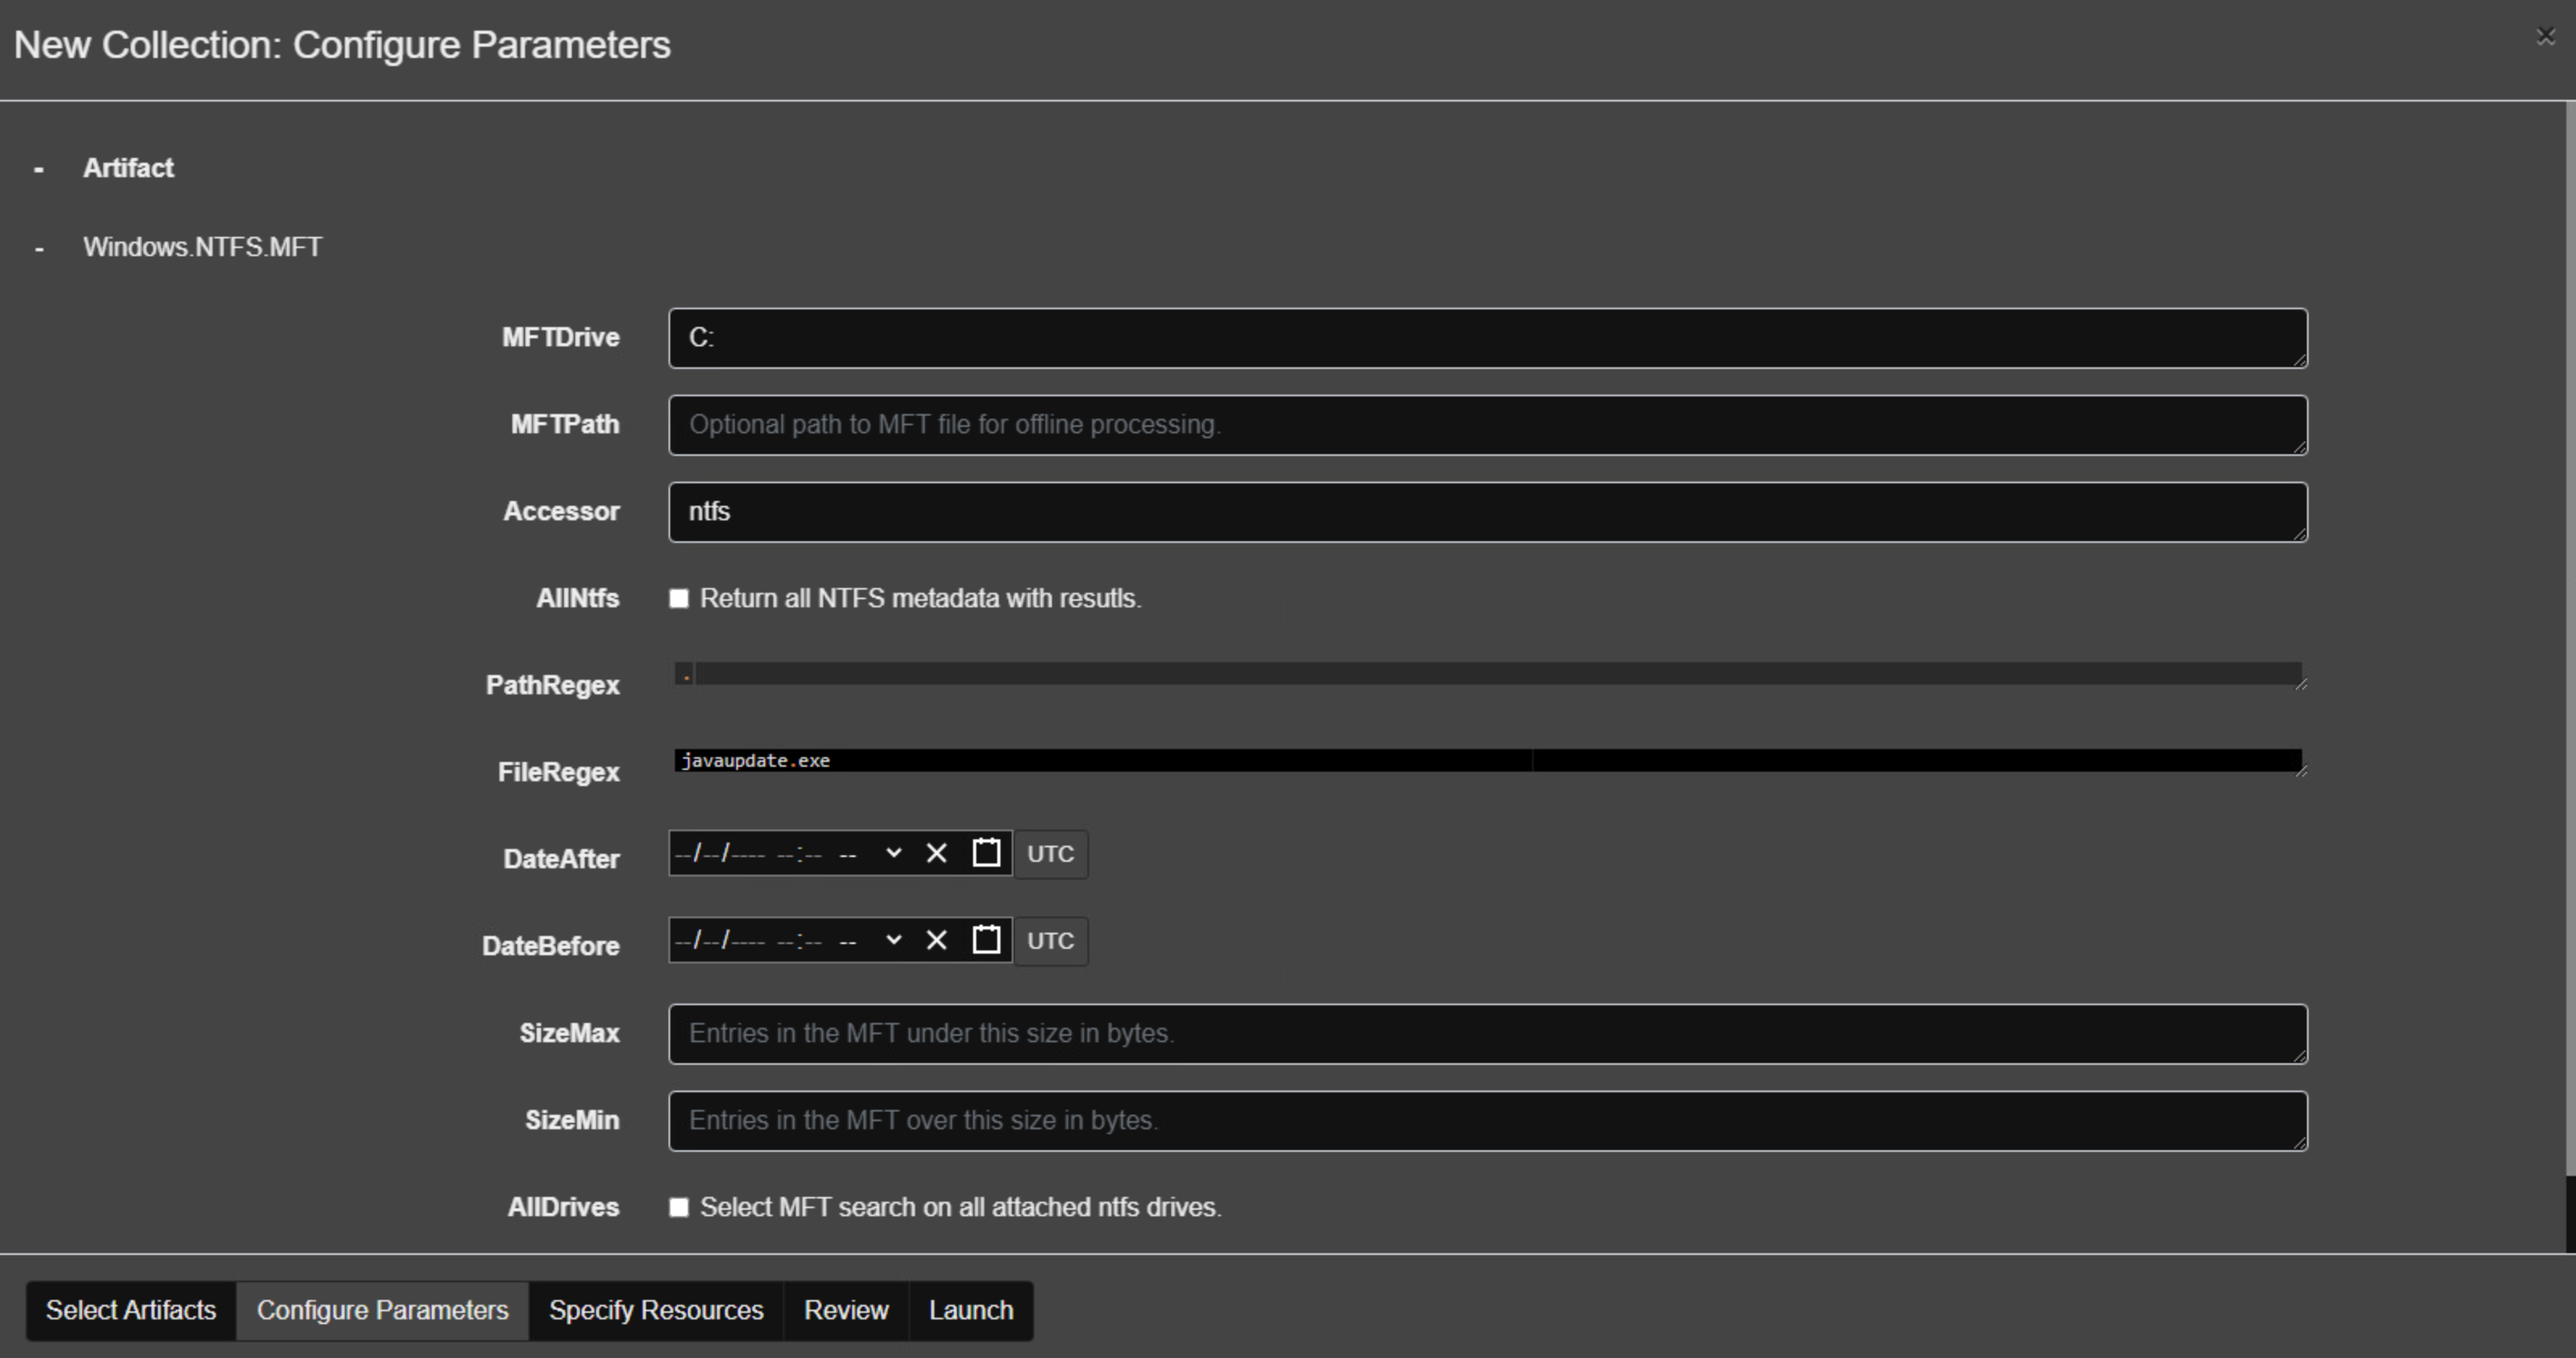 New Collection: Configure Parameters
- Artifact
- Windows.NTFS.MFT
MFTDrive C:
MFTPath Optional path to MFT file for offline processing.
Accessor ntfs
AllNtfs Return all NTFS metadata with resutls.
PathRegex .
FileRegex javaupdate.exe
DateAfter --/--/---- --:-- -- UTC
DateBefore --/--/---- --:-- -- UTC
SizeMax Entries in the MFT under this size in bytes.
SizeMin Entries in the MFT over this size in bytes.
AllDrives Select MFT search on all attached ntfs drives.
Select Artifacts Configure Parameters Specify Resources Review Launch